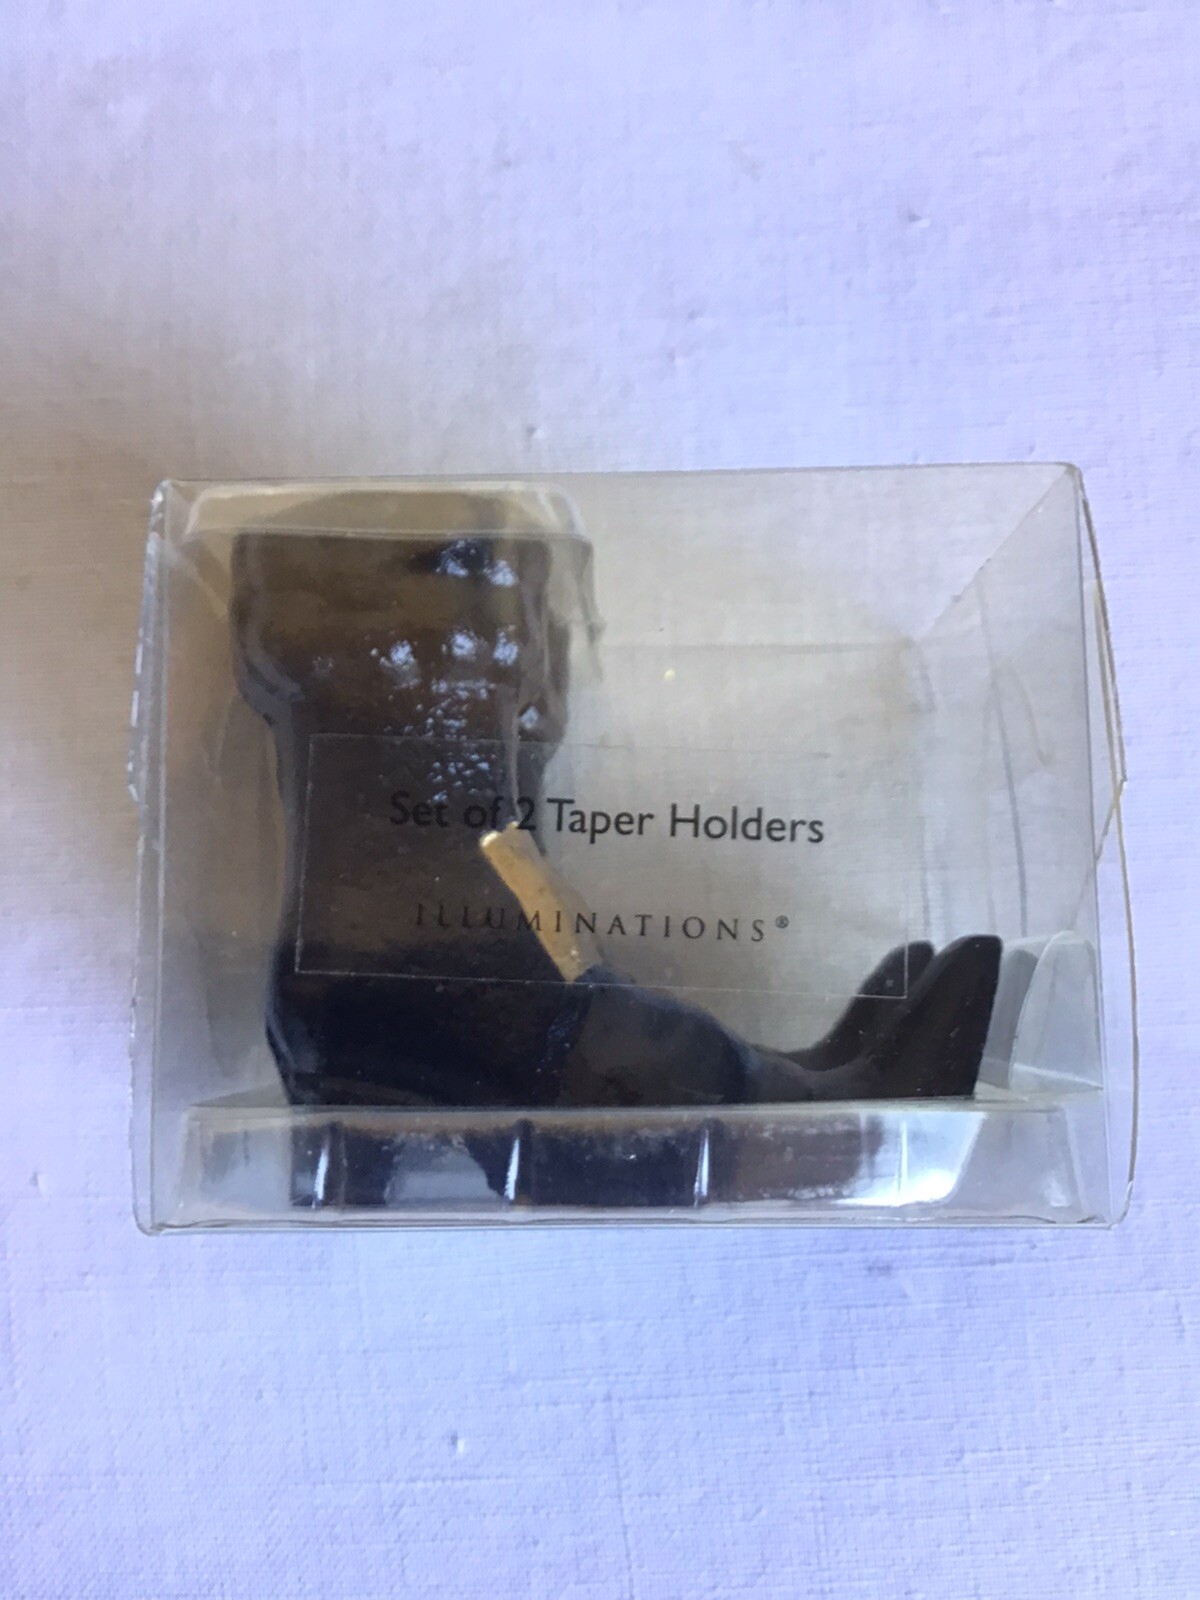 Set of 2 Taper Holders
ILLUMINATIONS®